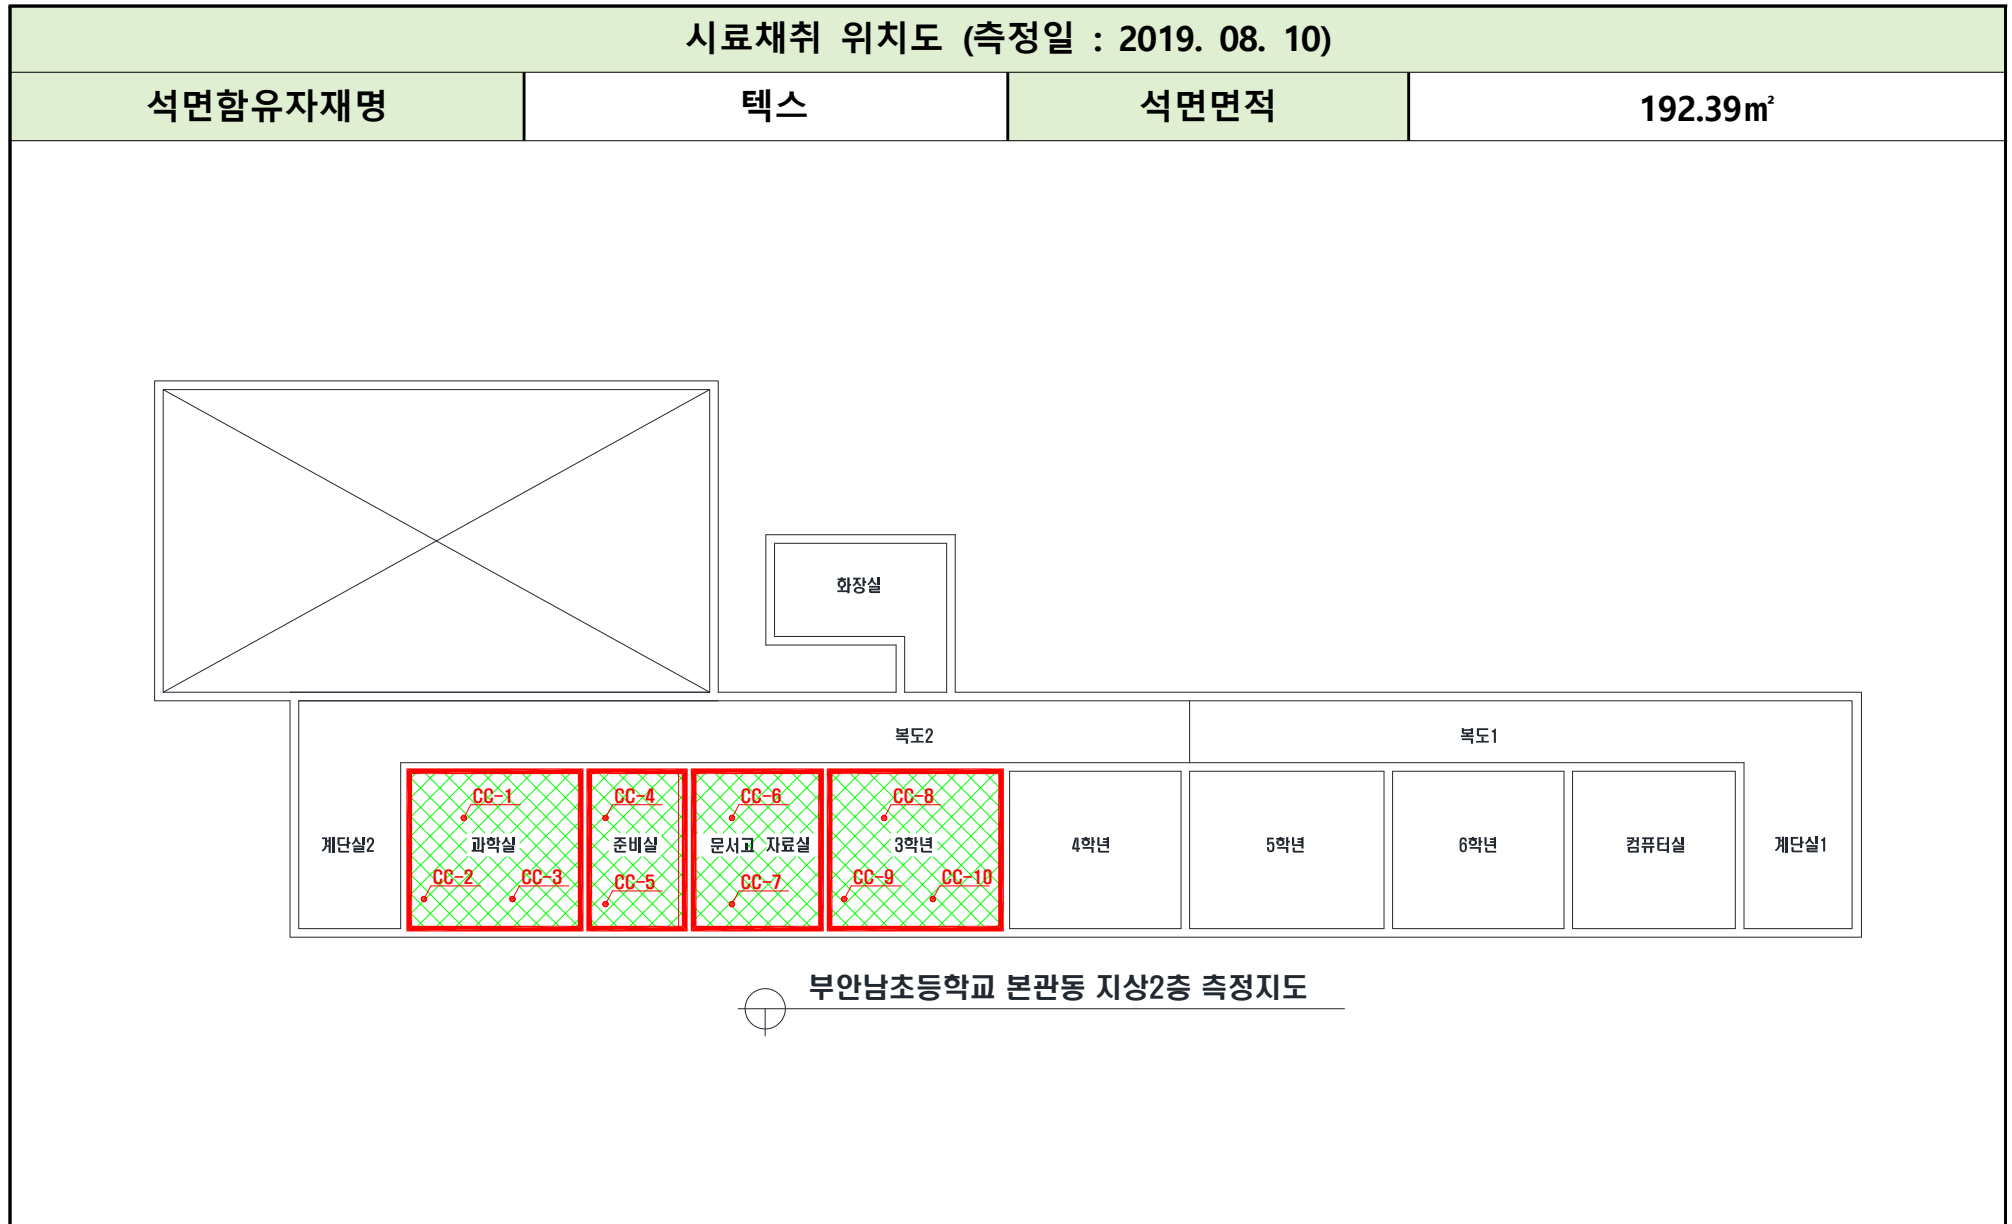 시료채취 위치도 (측정일 : 2019. 08. 10)
석면함유자재명 텍스 석면면적 192.39㎡
화장실
복도2 복도1
CC-1 CC-4 CC-6 CC-8
계단실2 과학실 준비실 문서고 자료실 3학년 4학년 5학년 6학년 컴퓨터실 계단실1
CC-2 CC-3 CC-5 CC-7 CC-9 CC-10
부안남초등학교 본관동 지상2층 측정지도